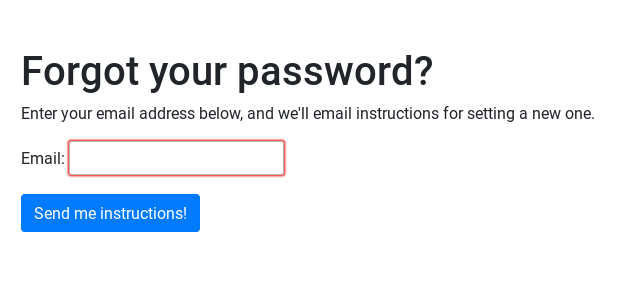 Forgot your password?
Enter your email address below, and we'll email instructions for setting a new one.
Email:
Send me instructions!